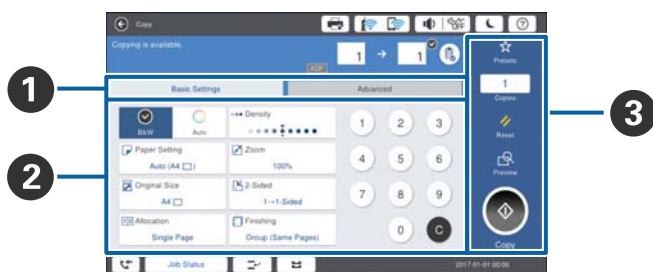 Copy
Copying is available.
ADF
1 → 1
Basic Settings
Advanced
1
2
3
B&W
Auto
Density
Paper Setting
Auto (A4)
Zoom
100%
Original Size
A4
2-Sided
1→1-Sided
Allocation
Single Page
Finishing
Group (Same Pages)
1 2 3
4 5 6
7 8 9
0 C
Presets
1
Copies
Reset
Preview
Copy
Job Status
2017-01-01 00:00